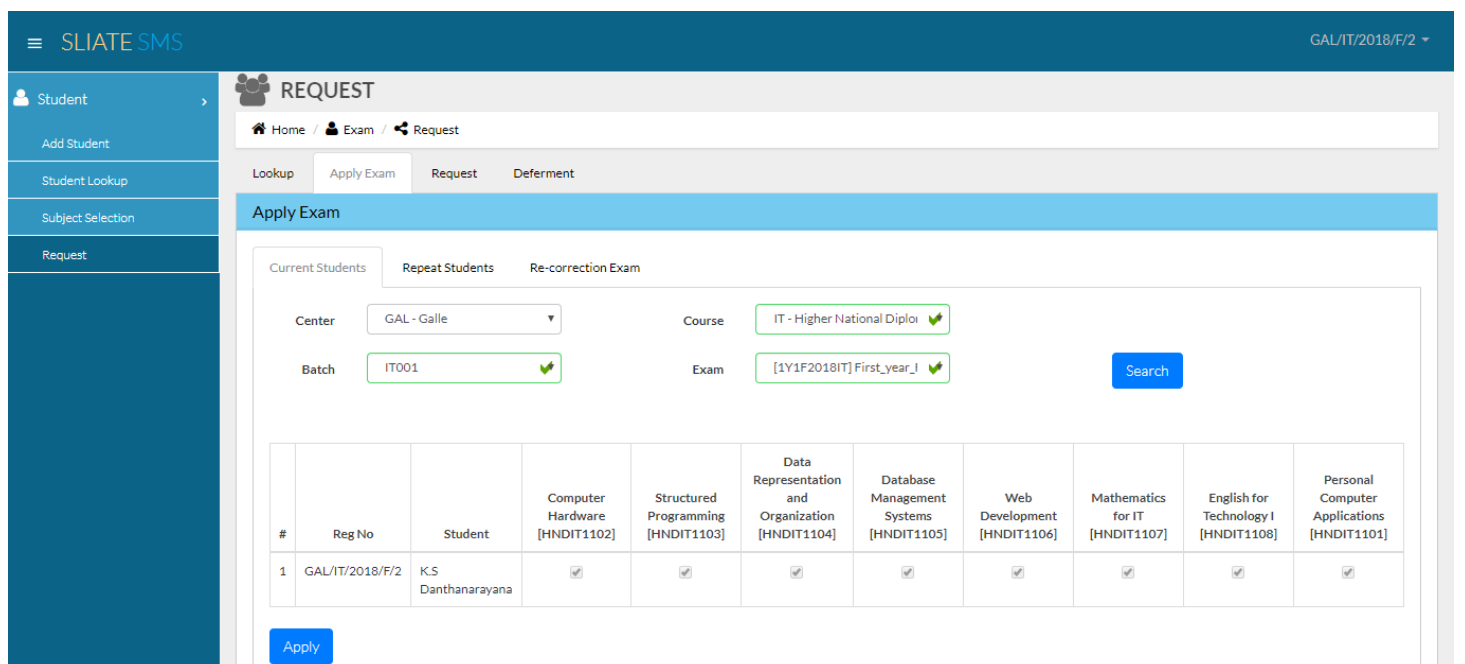 ≡ SLIATE SMS
GAL/IT/2018/F/2
Student
Add Student
Student Lookup
Subject Selection
Request
REQUEST
Home / Exam / Request
Lookup Apply Exam Request Deferment
Apply Exam
Current Students Repeat Students Re-correction Exam
Center GAL - Galle Course IT - Higher National Diplo
Batch IT001 Exam [1Y1F2018IT] First_year_
Search
# Reg No Student
Computer
Hardware
[HNDIT1102]
Structured
Programming
[HNDIT1103]
Data
Representation
and
Organization
[HNDIT1104]
Database
Management
Systems
[HNDIT1105]
Web
Development
[HNDIT1106]
Mathematics
for IT
[HNDIT1107]
English for
Technology I
[HNDIT1108]
Personal
Computer
Applications
[HNDIT1101]
1 GAL/IT/2018/F/2 K.S
Danthanarayana
Apply